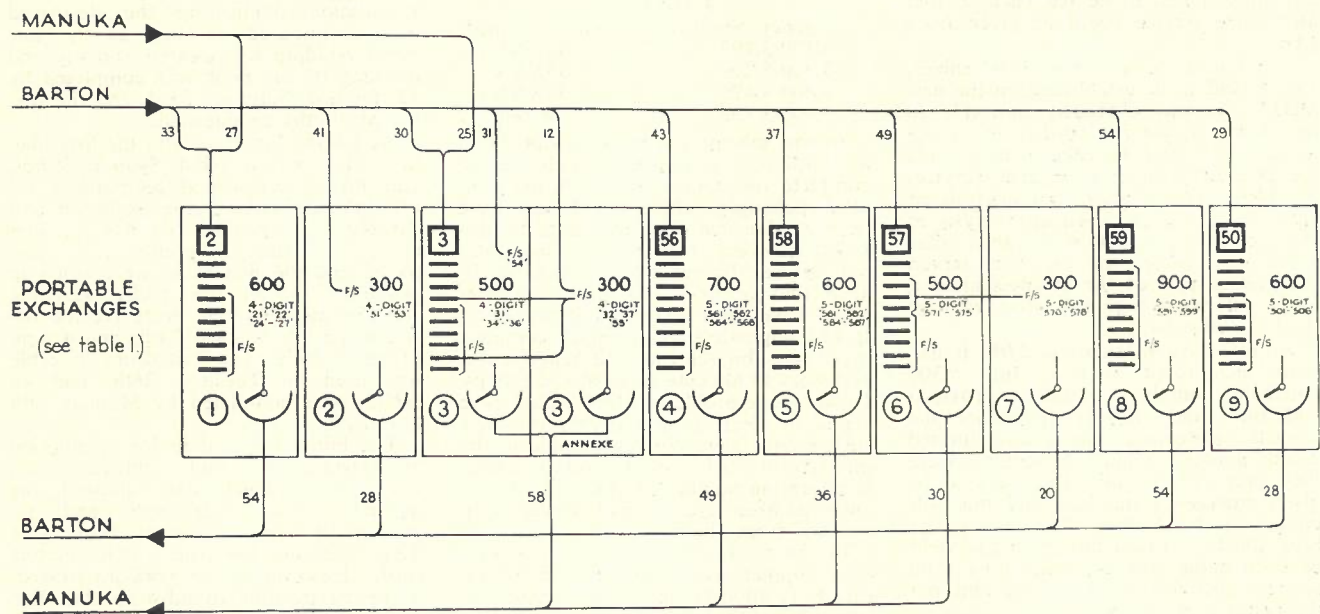 MANUKA
BARTON
33 27 41 30 25 31 12 43 37 49 54 29
2 3 56 58 57 59 50
F/S
'54'
PORTABLE
EXCHANGES
(see table 1.)
600
4-DIGIT
'21' '22'
'24'-'27'
F/S
1
F/S
300
4-DIGIT
'51'-'53'
2
500
4-DIGIT
'31'
'34'-'36'
F/S
3
F/S
300
4-DIGIT
'32' '37'
'55'
3
ANNEXE
700
5-DIGIT
'561' '562'
'564'-'568'
F/S
4
600
5-DIGIT
'581' '582'
'584'-'587'
F/S
5
500
5-DIGIT
'571'-'575'
F/S
6
F/S
300
5-DIGIT
7
900
5-DIGIT
'591'-'599'
F/S
8
600
5-DIGIT
'501'-'506'
F/S
9
54 28 58 49 36 30 20 54 28
BARTON
MANUKA